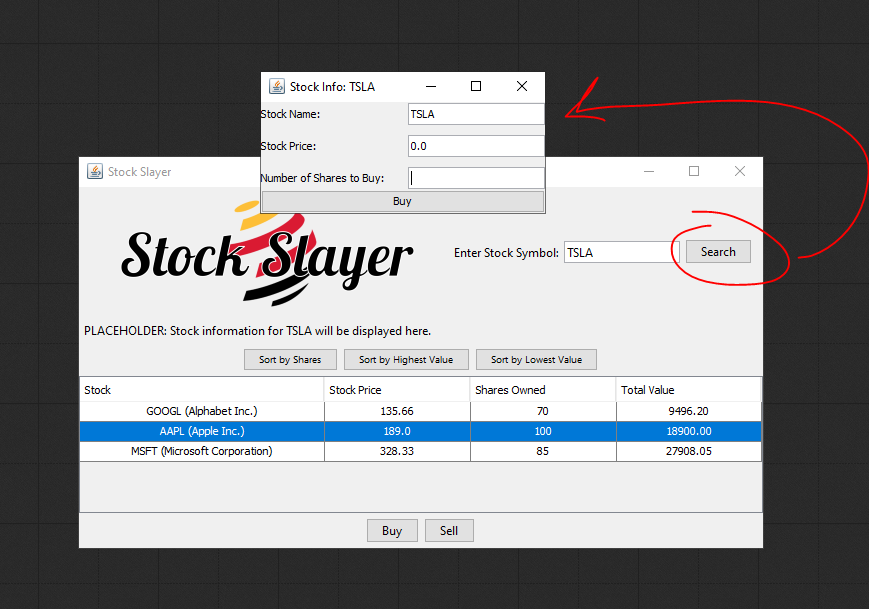 Stock Info: TSLA
Stock Name: TSLA
Stock Price: 0.0
Number of Shares to Buy:
Buy
Stock Slayer
Stock Slayer
Enter Stock Symbol: TSLA Search
PLACEHOLDER: Stock information for TSLA will be displayed here.
Sort by Shares Sort by Highest Value Sort by Lowest Value
Stock Stock Price Shares Owned Total Value
GOOGL (Alphabet Inc.) 135.66 70 9496.20
AAPL (Apple Inc.) 189.0 100 18900.00
MSFT (Microsoft Corporation) 328.33 85 27908.05
Buy Sell